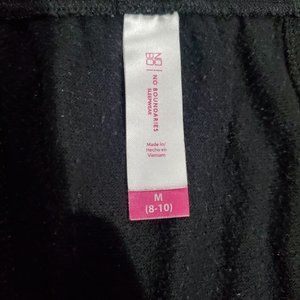 NO BOUNDARIES
SLEEPWEAR
Made in/
Hecho en
Vietnam
M
(8-10)